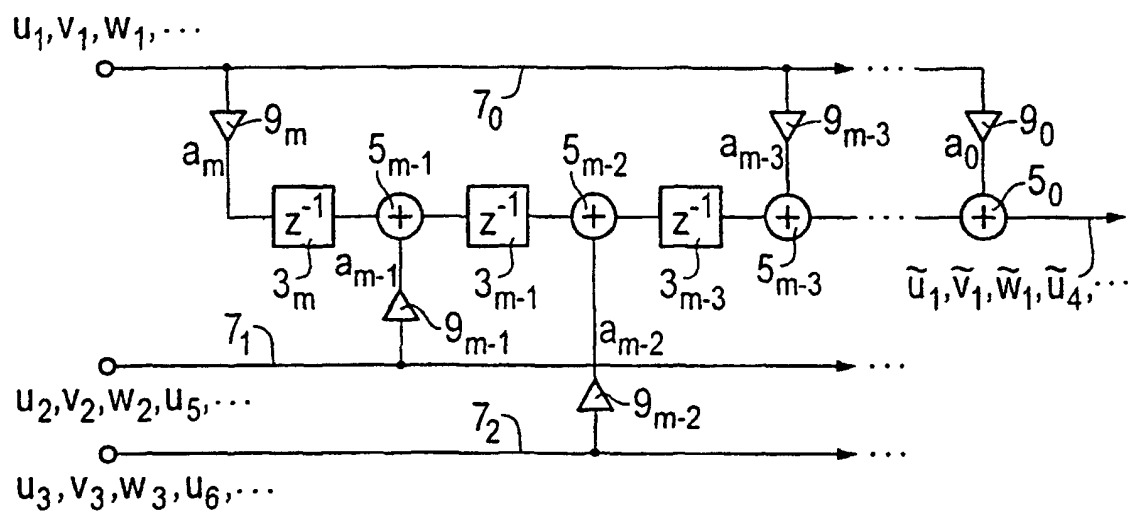 u₁,v₁,w₁,···
7₀
9ₘ
9ₘ₋₃
9₀
aₘ
5ₘ₋₁
5ₘ₋₂
aₘ₋₃
a₀
5₀
z⁻¹
+
z⁻¹
+
z⁻¹
+
···
+
3ₘ
aₘ₋₁
3ₘ₋₁
3ₘ₋₃
5ₘ₋₃
ũ₁,ṽ₁,w̃₁,ũ₄,···
7₁
9ₘ₋₁
aₘ₋₂
···
u₂,v₂,w₂,u₅,···
7₂
9ₘ₋₂
···
u₃,v₃,w₃,u₆,···